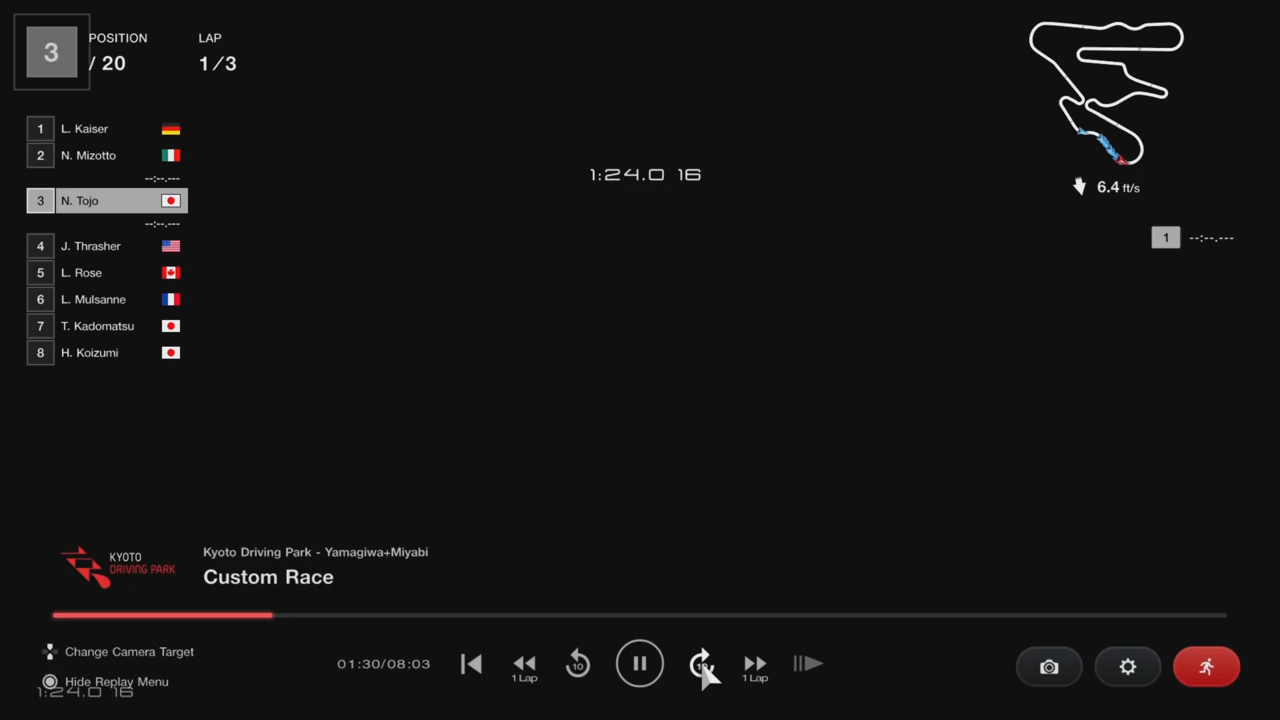 3
POSITION
/ 20
LAP
1/3
1 L. Kaiser
2 N. Mizotto
--:--.---
3 N. Tojo
--:--.---
4 J. Thrasher
5 L. Rose
6 L. Mulsanne
7 T. Kadomatsu
8 H. Koizumi
1:24.0 16
6.4 ft/s
1 --:--.---
KYOTO
DRIVING PARK
Kyoto Driving Park - Yamagiwa+Miyabi
Custom Race
Change Camera Target
Hide Replay Menu
1:24.0 16
01:30/08:03
1 Lap
10
1 Lap